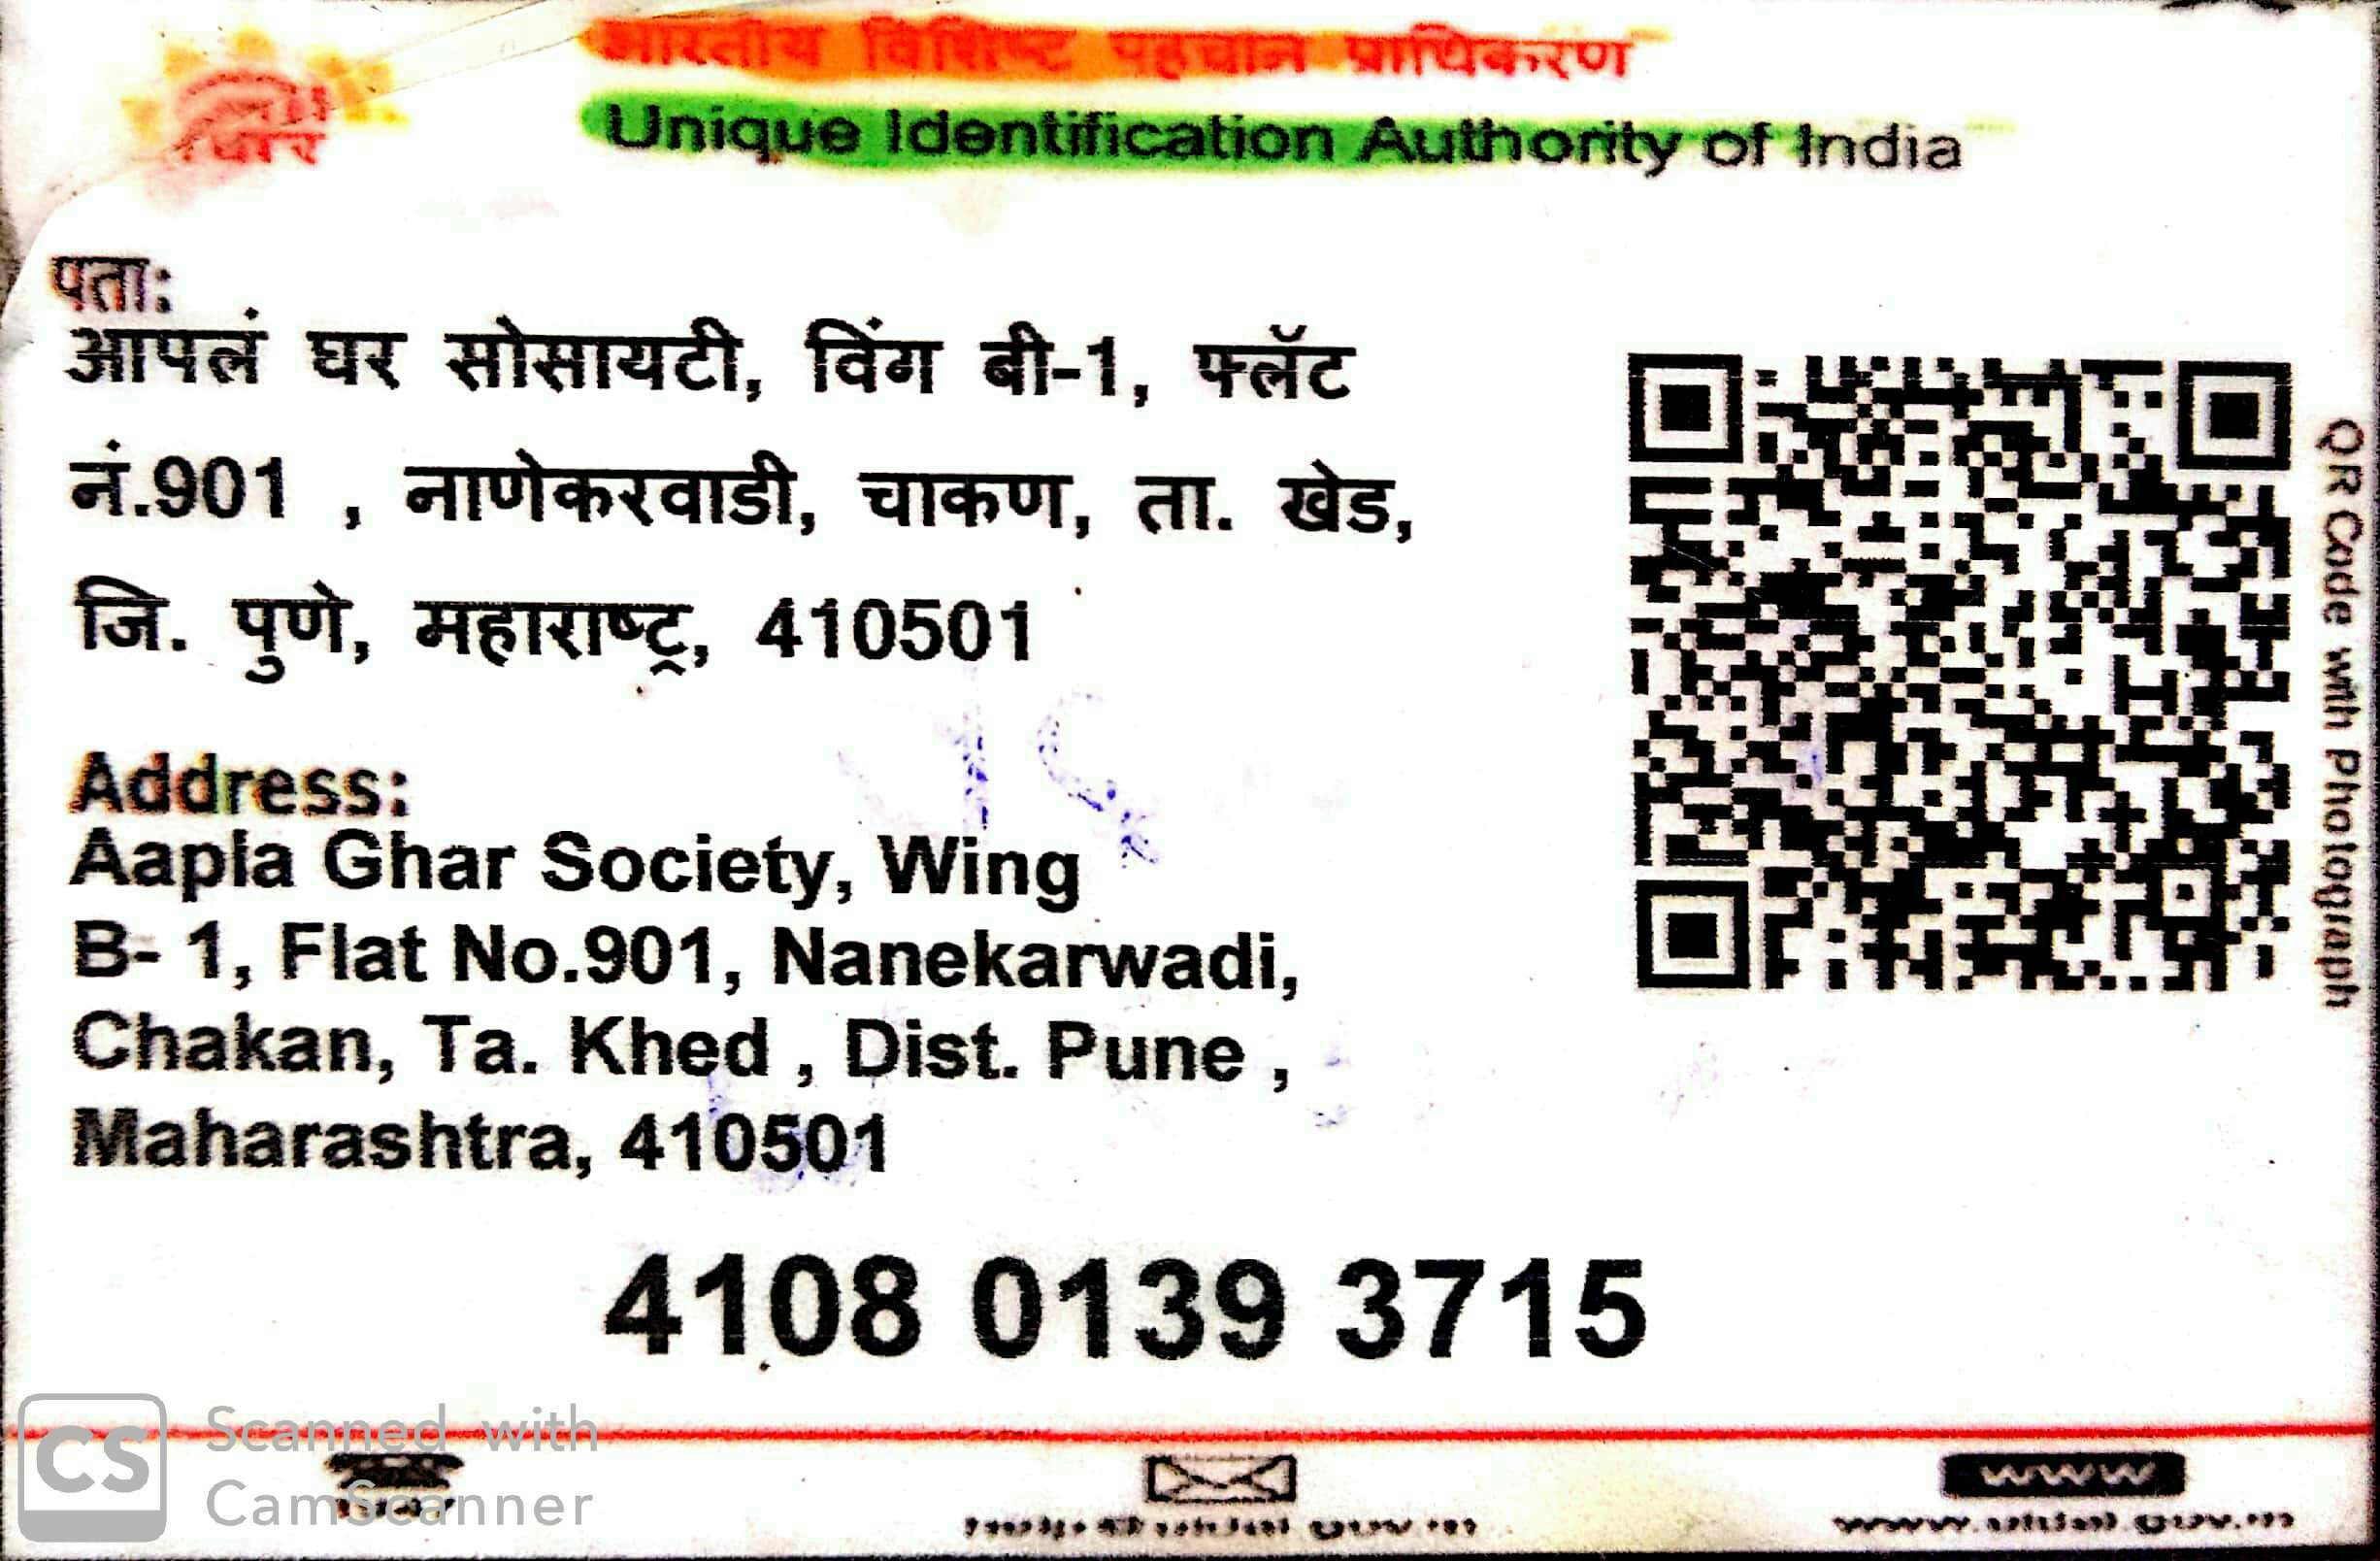 भारतीय विशिष्ट पहचान प्राधिकरण
Unique Identification Authority of India
पता:
आपलं घर सोसायटी, विंग बी-1, फ्लॅट
नं.901 , नाणेकरवाडी, चाकण, ता. खेड,
जि. पुणे, महाराष्ट्र, 410501
Address:
Aapla Ghar Society, Wing
B- 1, Flat No.901, Nanekarwadi,
Chakan, Ta. Khed , Dist. Pune ,
Maharashtra, 410501
QR Code with Photograph
4108 0139 3715
CS Scanned with
CamScanner
www
www.uidai.gov.in